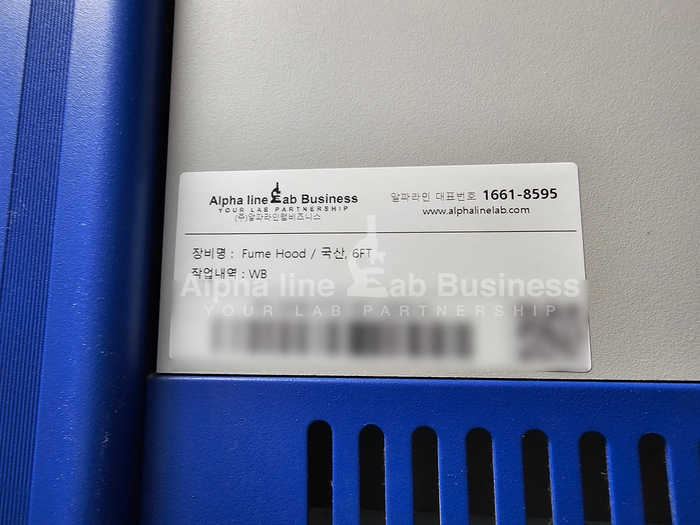 Alpha line Lab Business
YOUR LAB PARTNERSHIP
(주)알파라인랩비즈니스
알파라인 대표번호 1661-8595
www.alphalinelab.com
장비명 : Fume Hood / 국산, 6FT
작업내역 : WB
Alpha line Lab Business
YOUR LAB PARTNERSHIP